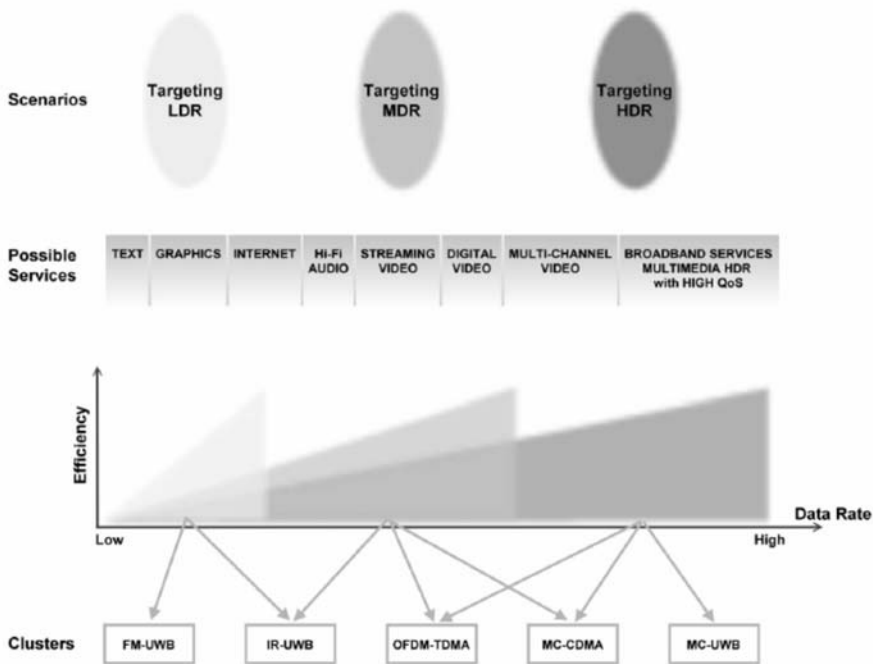 Scenarios
Targeting
LDR
Targeting
MDR
Targeting
HDR
Possible
Services
TEXT
GRAPHICS
INTERNET
Hi-Fi
AUDIO
STREAMING
VIDEO
DIGITAL
VIDEO
MULTI-CHANNEL
VIDEO
BROADBAND SERVICES
MULTIMEDIA HDR
with HIGH QoS
Efficiency
Data Rate
Low
High
Clusters
FM-UWB
IR-UWB
OFDM-TDMA
MC-CDMA
MC-UWB